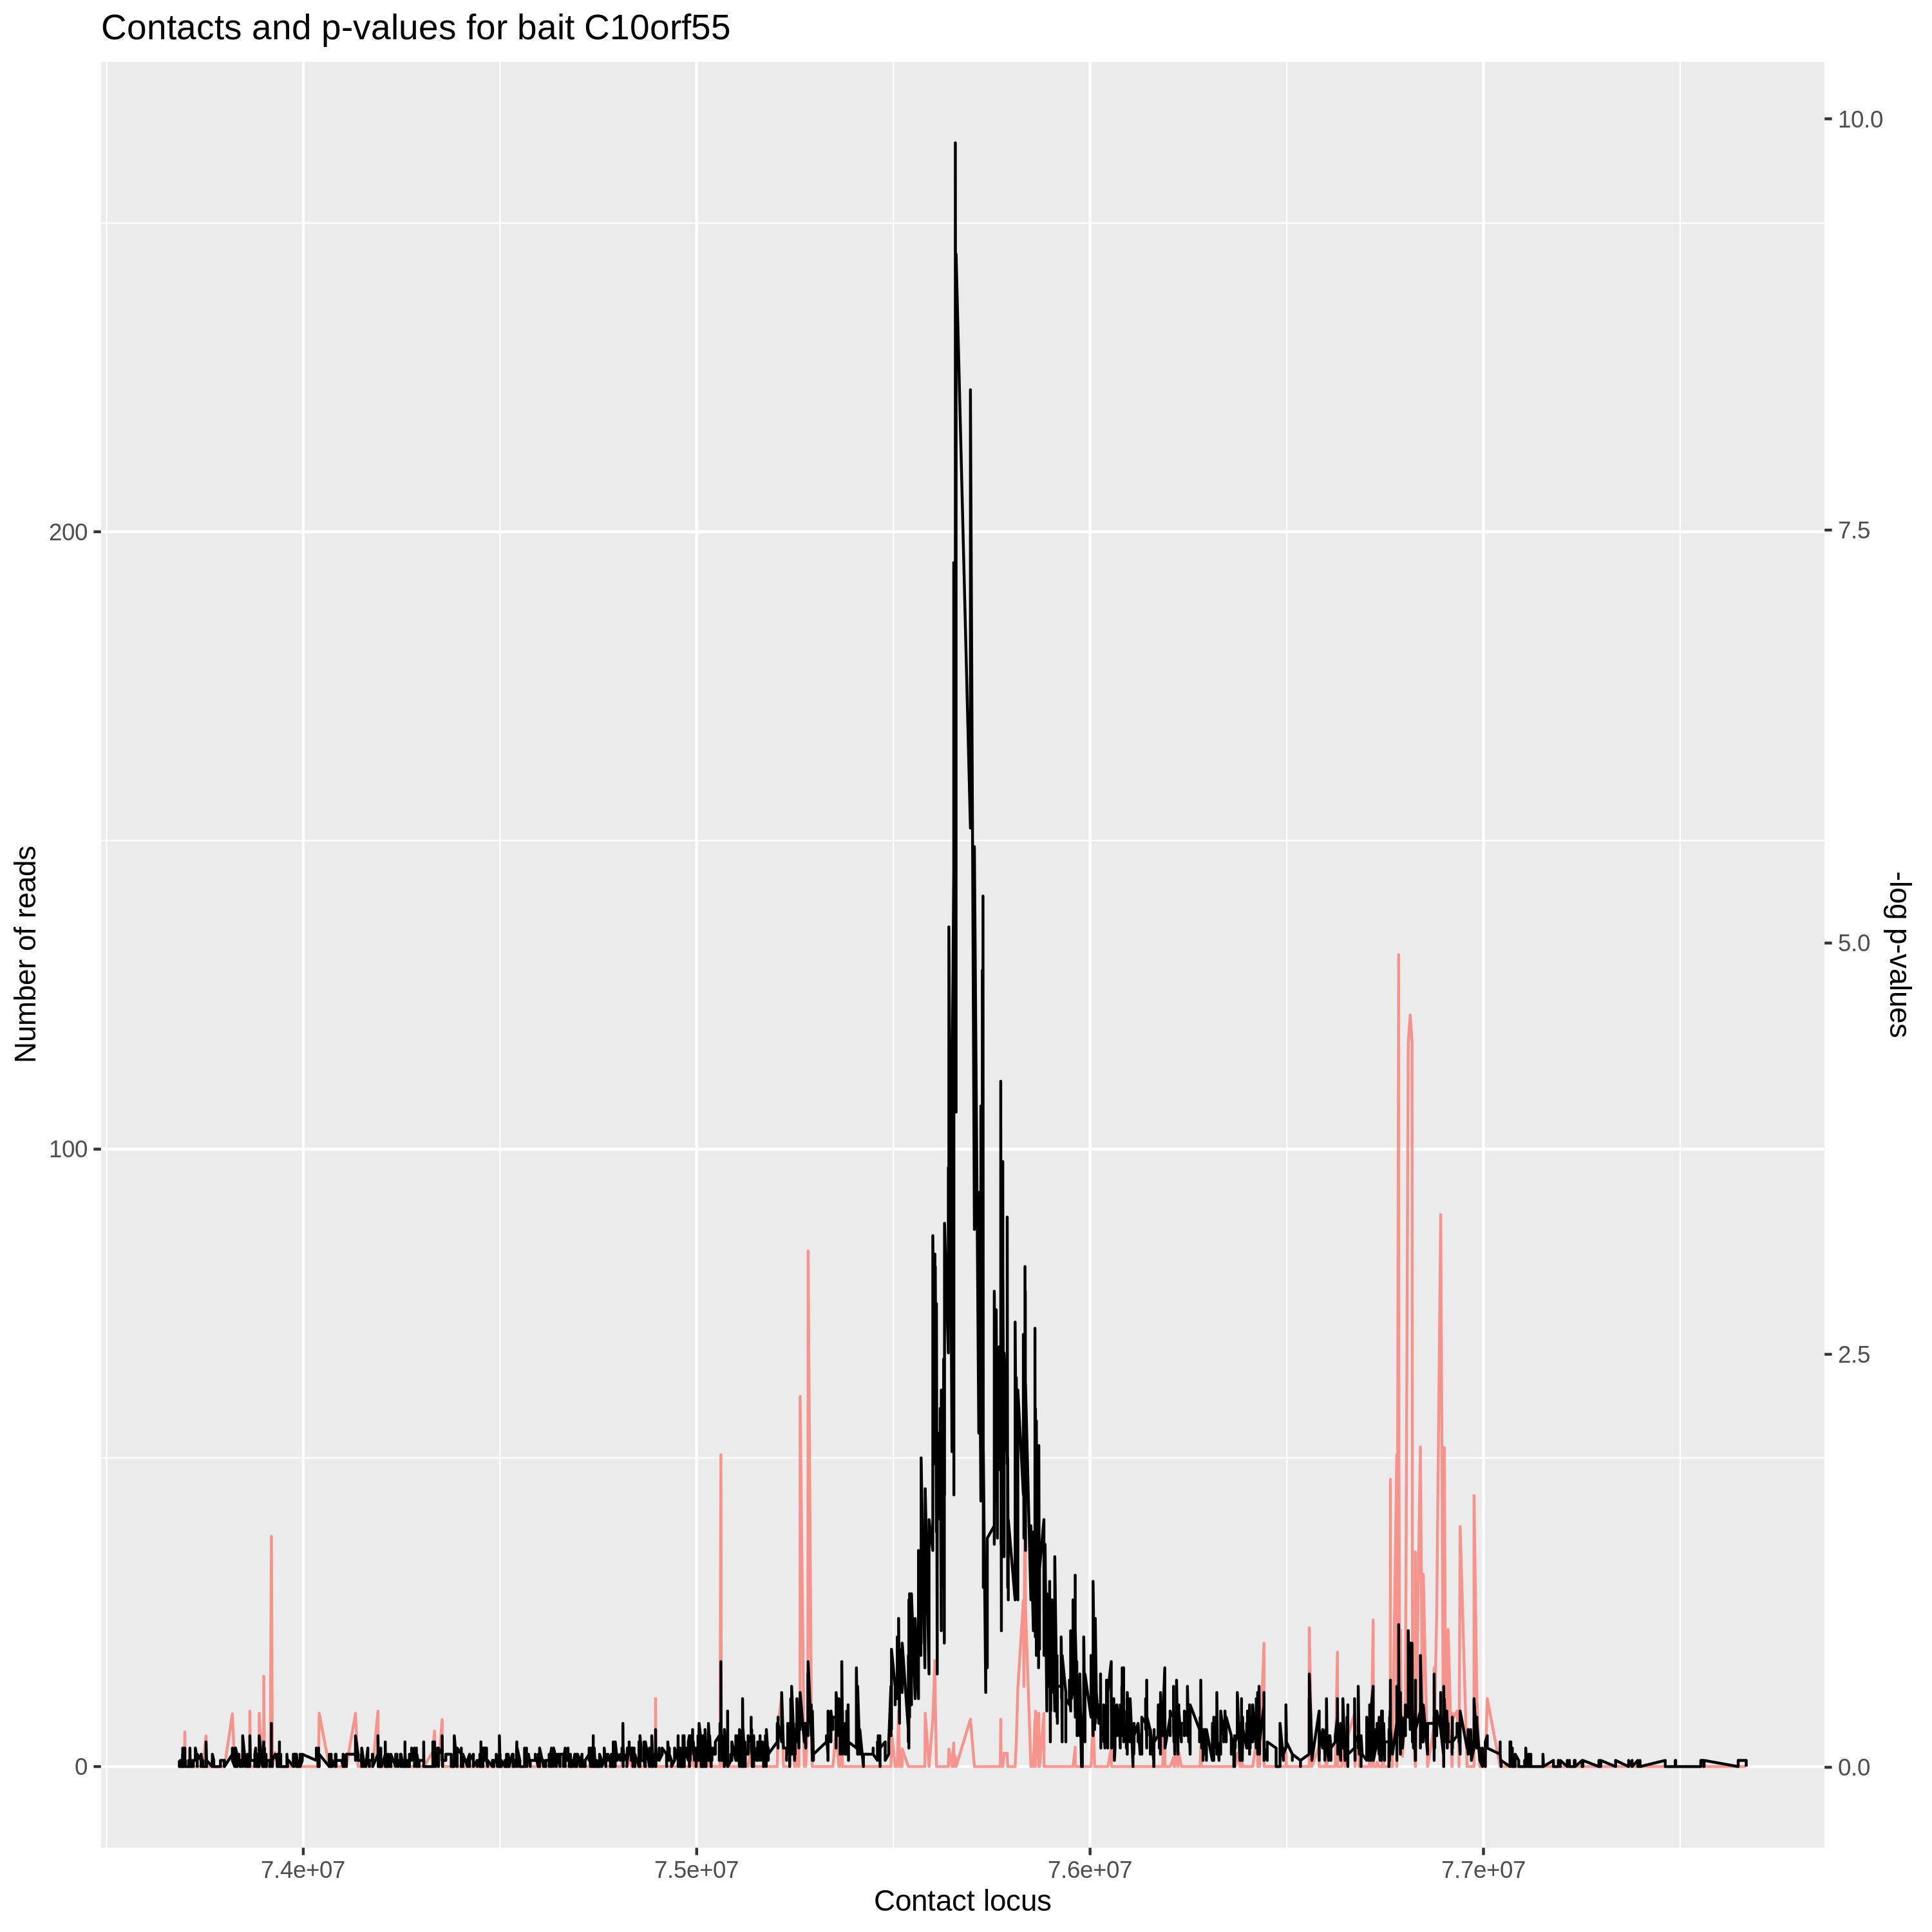 Contacts and p-values for bait C10orf55
10.0
200
7.5
Number of reads
-log p-values
5.0
100
2.5
0
0.0
7.4e+07
7.5e+07
7.6e+07
7.7e+07
Contact locus